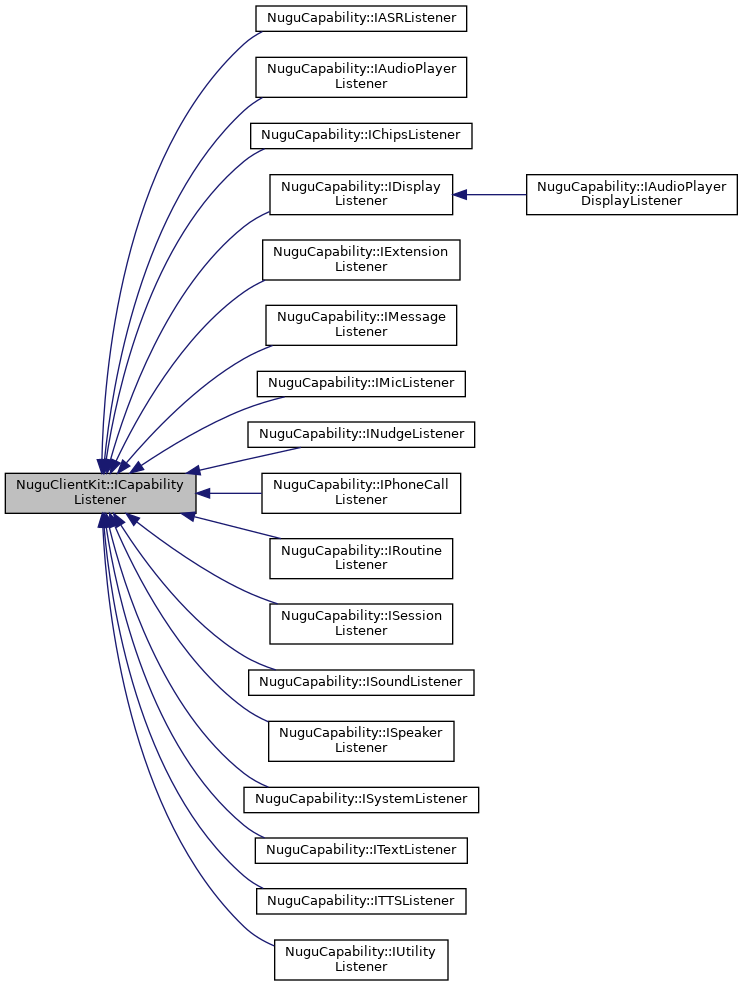 NuguCapability::IASRListener
NuguCapability::IAudioPlayer
Listener
NuguCapability::IChipsListener
NuguCapability::IDisplay
Listener
NuguCapability::IAudioPlayer
DisplayListener
NuguCapability::IExtension
Listener
NuguCapability::IMessage
Listener
NuguCapability::IMicListener
NuguCapability::INudgeListener
NuguClientKit::ICapability
Listener
NuguCapability::IPhoneCall
Listener
NuguCapability::IRoutine
Listener
NuguCapability::ISession
Listener
NuguCapability::ISoundListener
NuguCapability::ISpeaker
Listener
NuguCapability::ISystemListener
NuguCapability::ITextListener
NuguCapability::ITTSListener
NuguCapability::IUtility
Listener